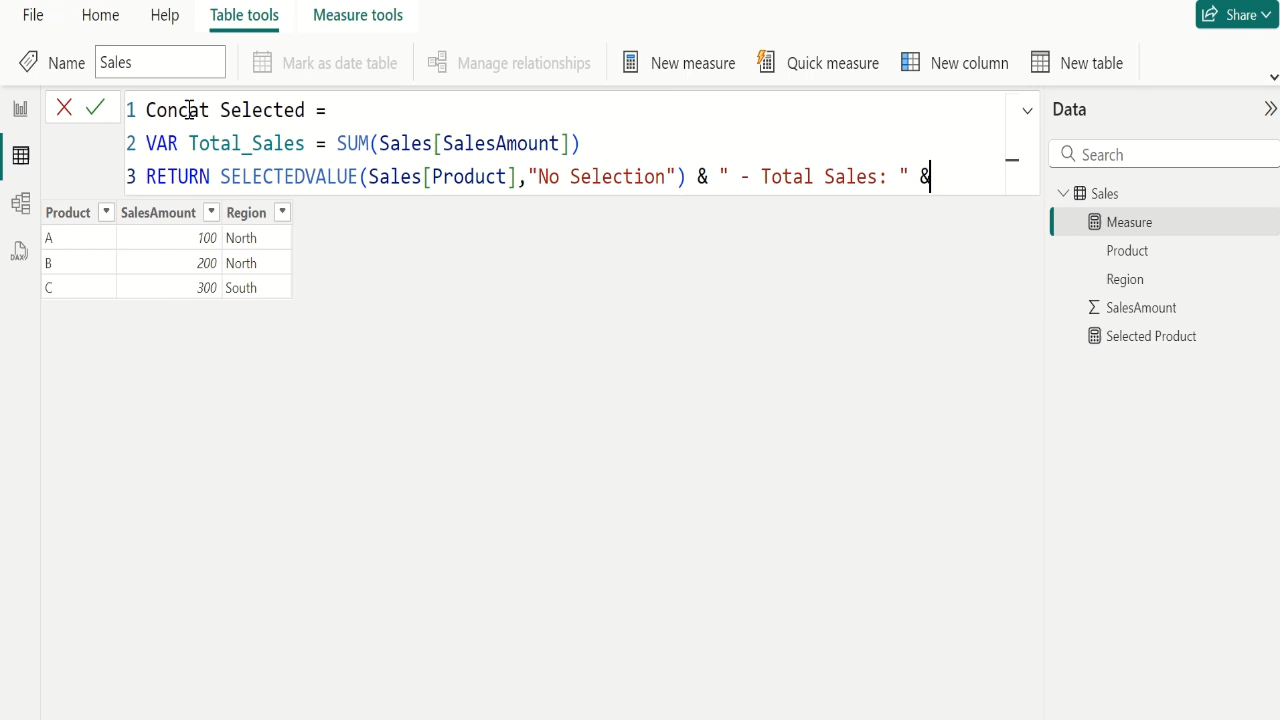 File Home Help Table tools Measure tools Share
Name Sales Mark as date table Manage relationships New measure Quick measure New column New table
1 Concat Selected =
2 VAR Total_Sales = SUM(Sales[SalesAmount])
3 RETURN SELECTEDVALUE(Sales[Product],"No Selection") & " - Total Sales: " &
Data
Search
Sales
Measure
Product
Region
SalesAmount
Selected Product
DAX
Product SalesAmount Region
A 100 North
B 200 North
C 300 South